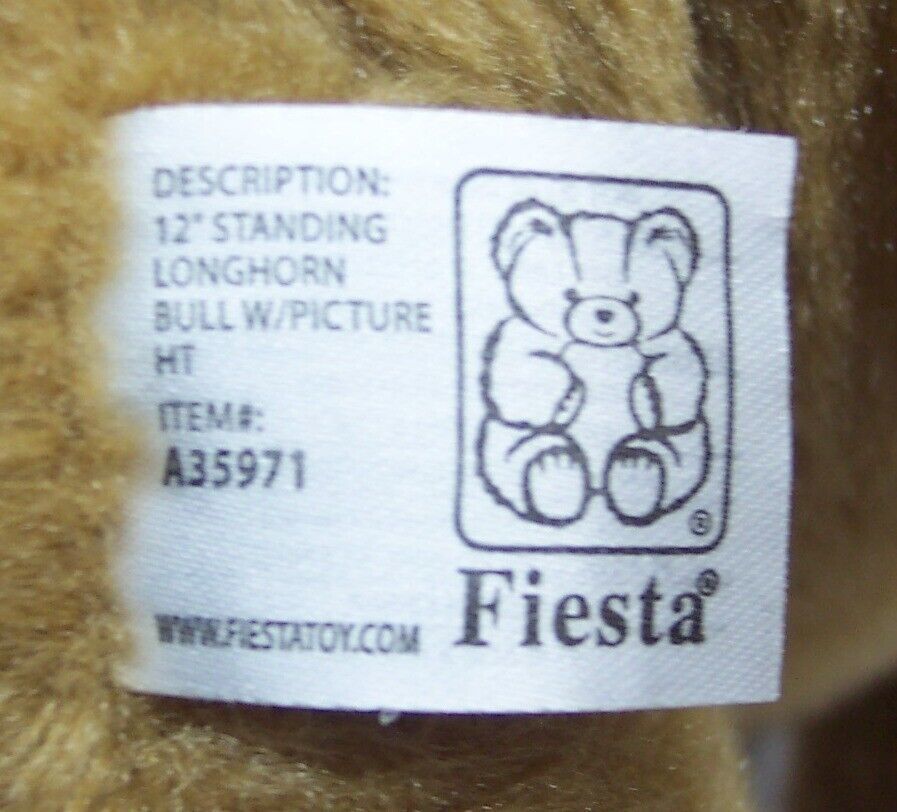 DESCRIPTION:
12" STANDING
LONGHORN
BULL W/PICTURE
HT
ITEM#:
A35971
WWW.FIESTATOY.COM
®
Fiesta®